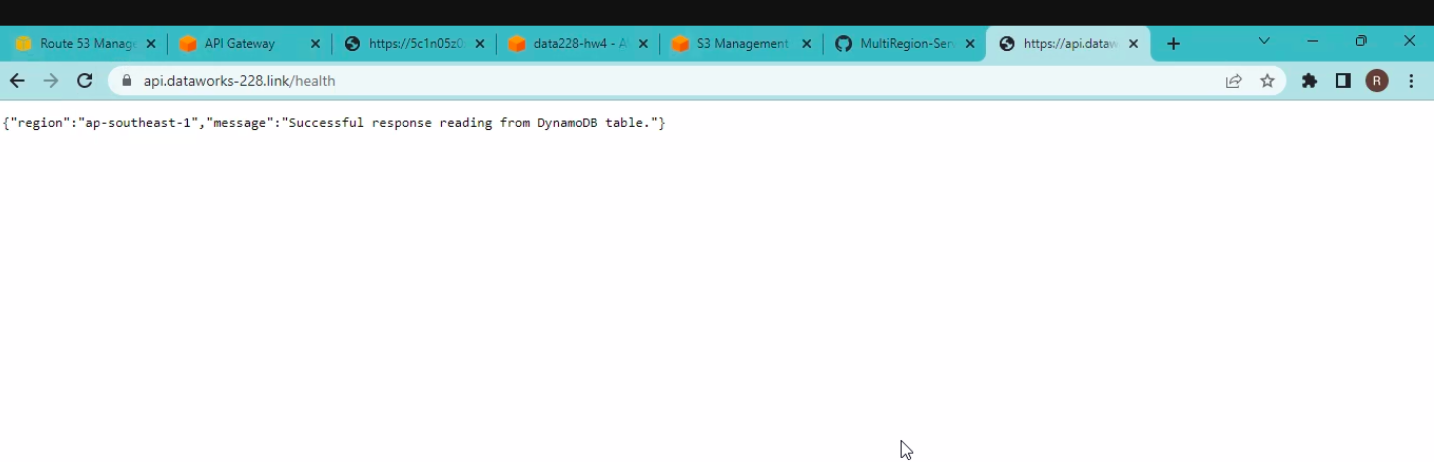 Route 53 Manage
API Gateway
https://5c1n05z0
data228-hw4 - A
S3 Management
MultiRegion-Serv
https://api.dataw
api.dataworks-228.link/health
R
{"region":"ap-southeast-1","message":"Successful response reading from DynamoDB table."}